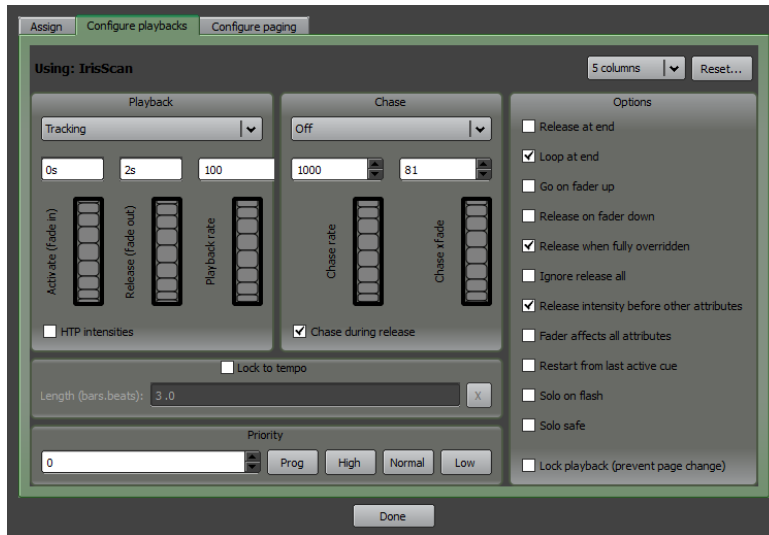 Assign
Configure playbacks
Configure paging
Using: IrisScan
5 columns
Reset...
Playback
Tracking
0s
2s
100
Activate (fade in)
Release (fade out)
Playback rate
HTP intensities
Chase
Off
1000
81
Chase rate
Chase xfade
Chase during release
Lock to tempo
Length (bars.beats):
3.0
X
Priority
0
Prog
High
Normal
Low
Options
Release at end
Loop at end
Go on fader up
Release on fader down
Release when fully overridden
Ignore release all
Release intensity before other attributes
Fader affects all attributes
Restart from last active cue
Solo on flash
Solo safe
Lock playback (prevent page change)
Done